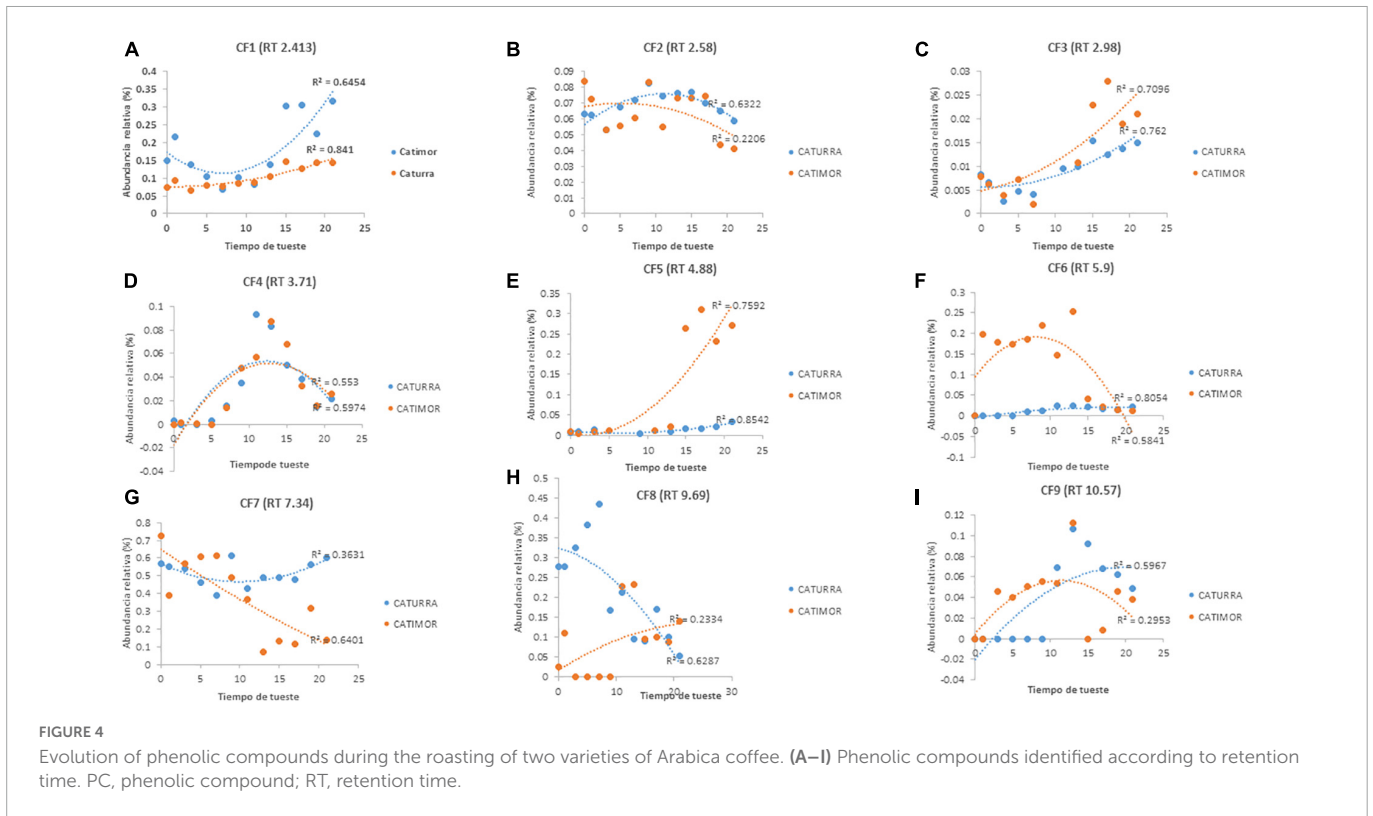 A
CF1 (RT 2.413)
Abundancia relativa (%)
0.4
0.35
0.3
0.25
0.2
0.15
0.1
0.05
0
0 5 10 15 20 25
Tiempo de tueste
R² = 0.6454
R² = 0.841
Catimor
Caturra
B
CF2 (RT 2.58)
Abundancia relativa (%)
0.09
0.08
0.07
0.06
0.05
0.04
0.03
0.02
0.01
0
0 5 10 15 20 25
Tiempo de tueste
R² = 0.6322
R² = 0.2206
CATURRA
CATIMOR
C
CF3 (RT 2.98)
Abundancia relativa (%)
0.03
0.025
0.02
0.015
0.01
0.005
0
0 5 10 15 20 25
Tiempo de tueste
R² = 0.7096
R² = 0.762
CATURRA
CATIMOR
D
CF4 (RT 3.71)
Abundancia relativa (%)
0.1
0.08
0.06
0.04
0.02
0
-0.02
-0.04
0 5 10 15 20 25
Tiempode tueste
R² = 0.553
R² = 0.5974
CATURRA
CATIMOR
E
CF5 (RT 4.88)
Abundancia relativa (%)
0.35
0.3
0.25
0.2
0.15
0.1
0.05
0
0 5 10 15 20 25
Tiempo de tueste
R² = 0.7592
R² = 0.8542
CATURRA
CATIMOR
F
CF6 (RT 5.9)
Abundancia relativa (%)
0.3
0.25
0.2
0.15
0.1
0.05
0
-0.05
-0.1
0 5 10 15 20 25
Tiempo de tueste
R² = 0.8054
R² = 0.5841
CATURRA
CATIMOR
G
CF7 (RT 7.34)
Abundancia relativa (%)
0.8
0.7
0.6
0.5
0.4
0.3
0.2
0.1
0
0 5 10 15 20 25
Tiempo de tueste
R² = 0.3631
R² = 0.6401
CATURRA
CATIMOR
H
CF8 (RT 9.69)
Abundancia relativa (%)
0.5
0.45
0.4
0.35
0.3
0.25
0.2
0.15
0.1
0.05
0
0 10 20 30
Tiempo de tueste
R² = 0.2334
R² = 0.6287
CATURRA
CATIMOR
I
CF9 (RT 10.57)
Abundancia relativa (%)
0.12
0.1
0.08
0.06
0.04
0.02
0
-0.02
-0.04
0 5 10 15 20 25
Tiempo de tueste
R² = 0.5967
R² = 0.2953
CATURRA
CATIMOR
FIGURE 4
Evolution of phenolic compounds during the roasting of two varieties of Arabica coffee. (A–I) Phenolic compounds identified according to retention
time. PC, phenolic compound; RT, retention time.